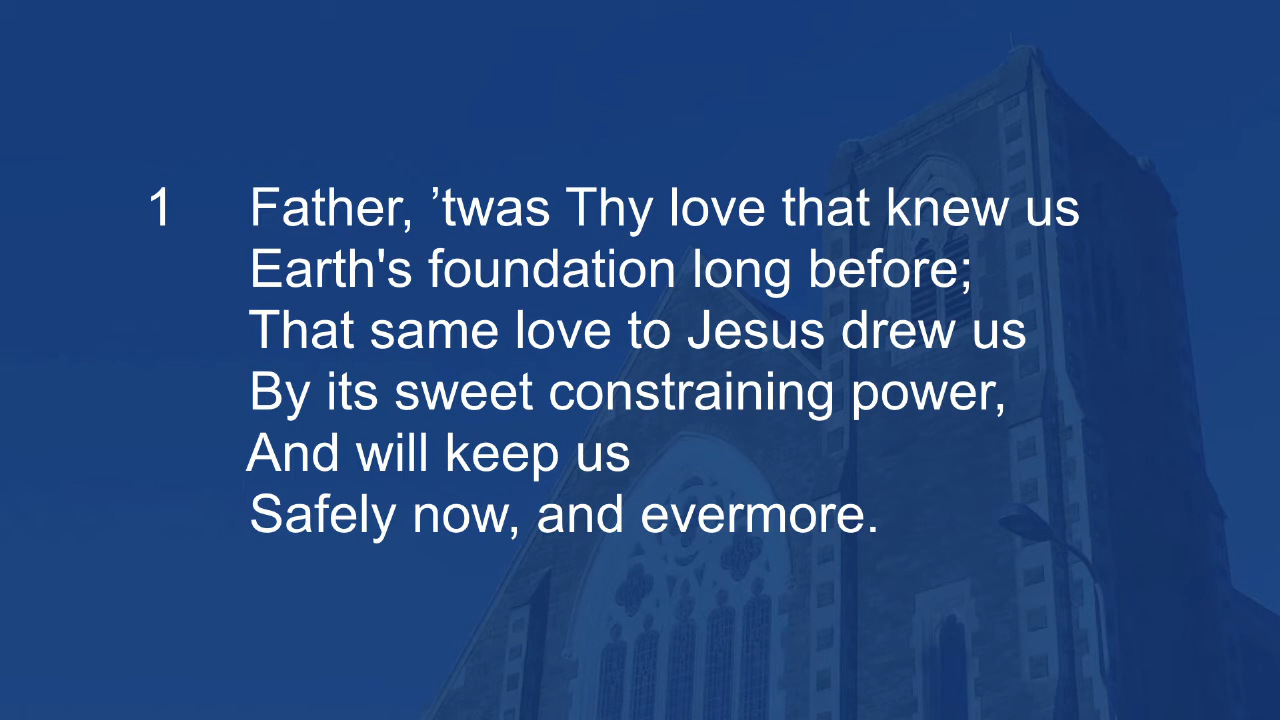 1 Father, ’twas Thy love that knew us
Earth's foundation long before;
That same love to Jesus drew us
By its sweet constraining power,
And will keep us
Safely now, and evermore.